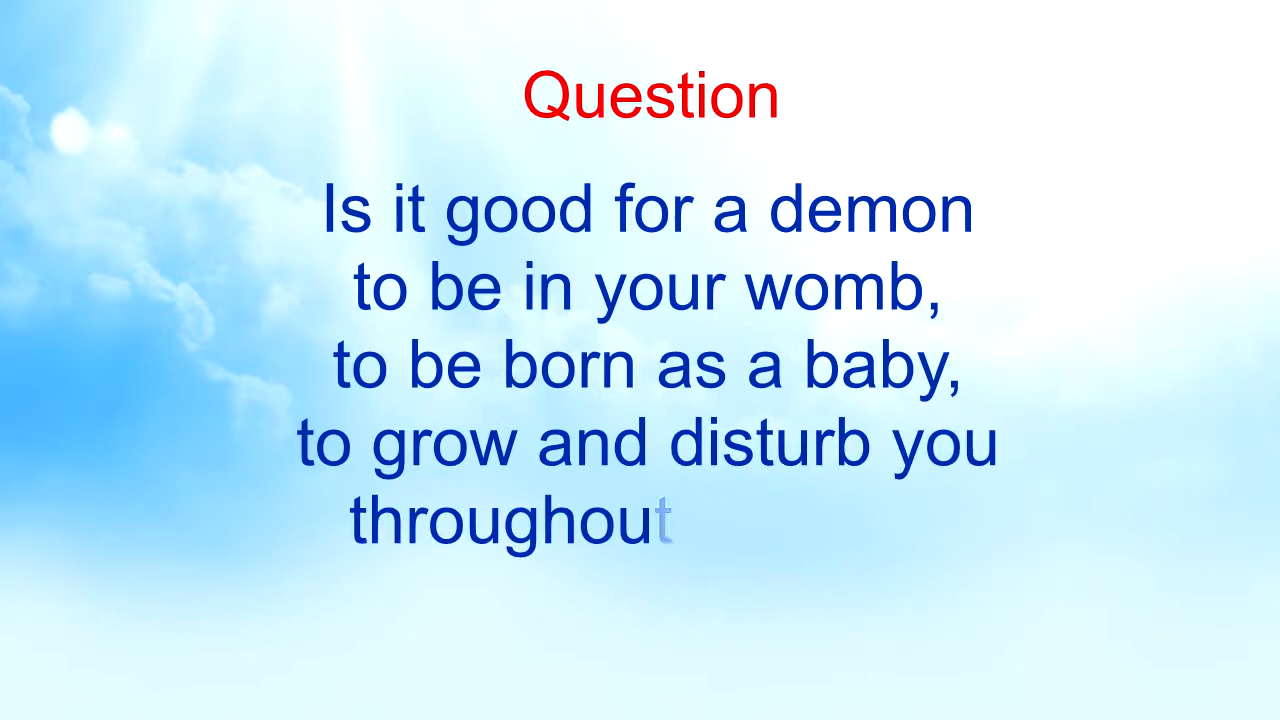 Question
Is it good for a demon
to be in your womb,
to be born as a baby,
to grow and disturb you
throughout